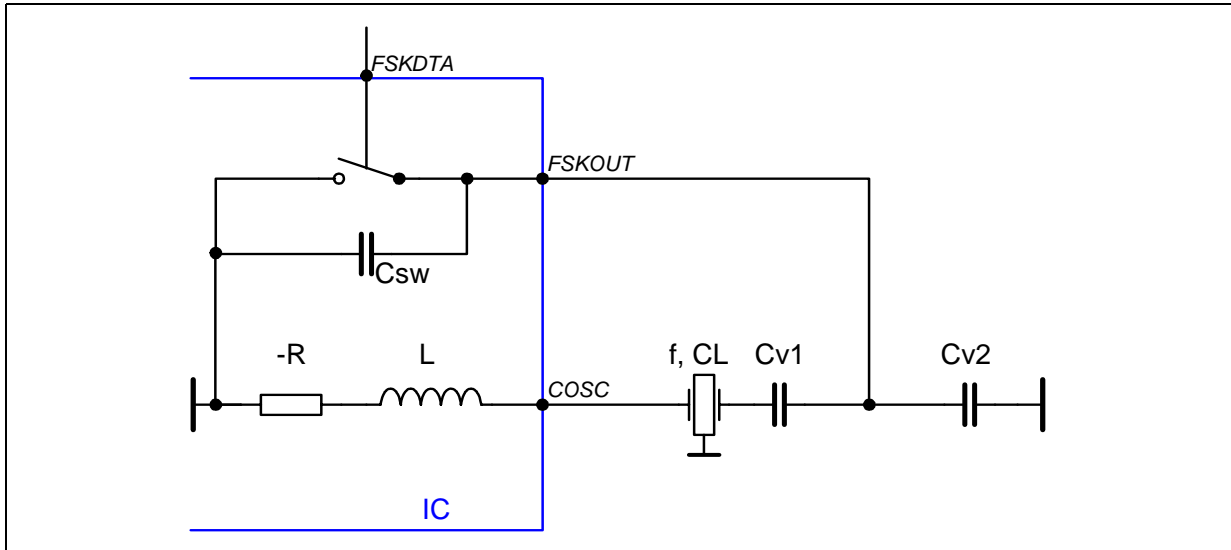 FSKDTA
FSKOUT
Csw
-R L f, CL Cv1 Cv2
COSC
IC